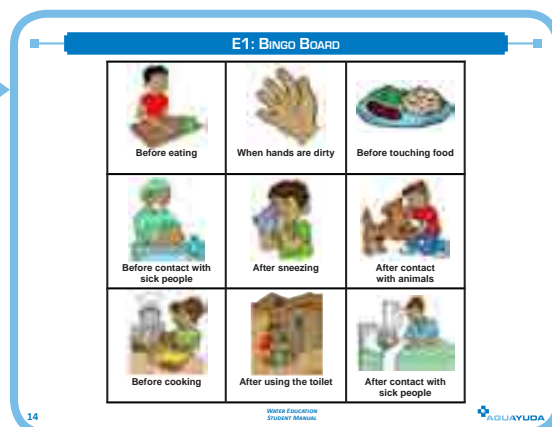 E1: BINGO BOARD
Before eating
When hands are dirty
Before touching food
Before contact with
sick people
After sneezing
After contact
with animals
Before cooking
After using the toilet
After contact with
sick people
14
WATER EDUCATION
STUDENT MANUAL
AGUAYUDA